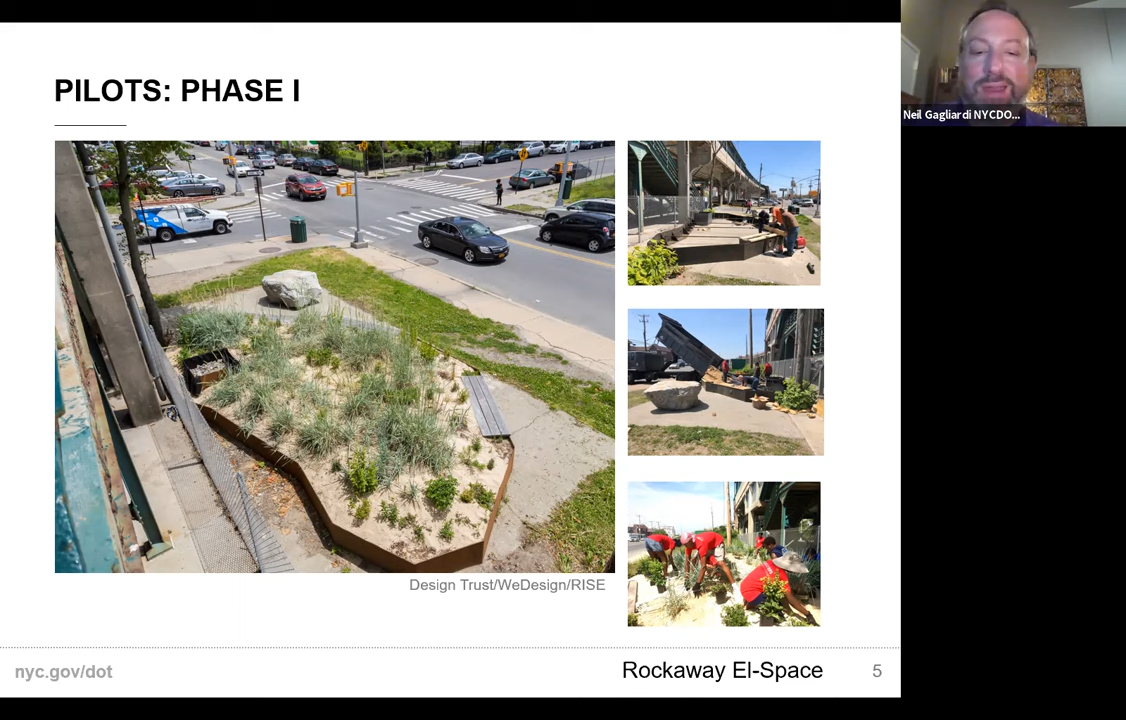 PILOTS: PHASE I
Neil Gagliardi NYCDO...
Design Trust/WeDesign/RISE
nyc.gov/dot
Rockaway El-Space
5